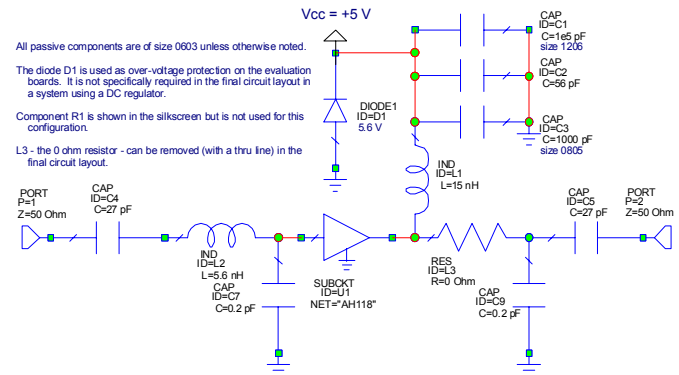 Vcc = +5 V
All passive components are of size 0603 unless otherwise noted.
The diode D1 is used as over-voltage protection on the evaluation
boards. It is not specifically required in the final circuit layout in
a system using a DC regulator.
Component R1 is shown in the silkscreen but is not used for this
configuration.
L3 - the 0 ohm resistor - can be removed (with a thru line) in the
final circuit layout.
CAP
ID=C1
C=1e5 pF
size 1206
CAP
ID=C2
C=56 pF
CAP
ID=C3
C=1000 pF
size 0805
DIODE1
ID=D1
5.6 V
IND
ID=L1
L=15 nH
PORT
P=1
Z=50 Ohm
CAP
ID=C4
C=27 pF
IND
ID=L2
L=5.6 nH
CAP
ID=C7
C=0.2 pF
SUBCKT
ID=U1
NET="AH118"
RES
ID=L3
R=0 Ohm
CAP
ID=C9
C=0.2 pF
CAP
ID=C5
C=27 pF
PORT
P=2
Z=50 Ohm